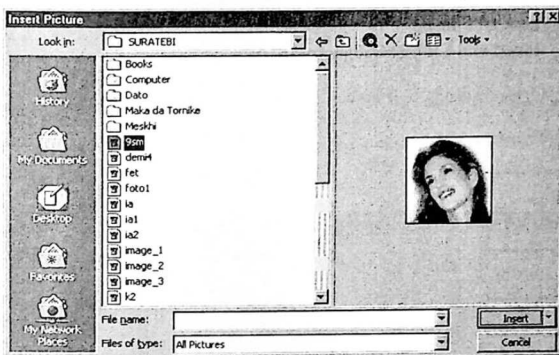 Insert Picture
Look in: SURATEBI Tools
History
My Documents
Desktop
Favorites
My Network Places
Books
Computer
Dato
Maka da Tornike
Meskhi
9sm
demi4
fet
foto1
ia
ia1
ia2
image_1
image_2
image_3
k2
File name: Insert
Files of type: All Pictures Cancel